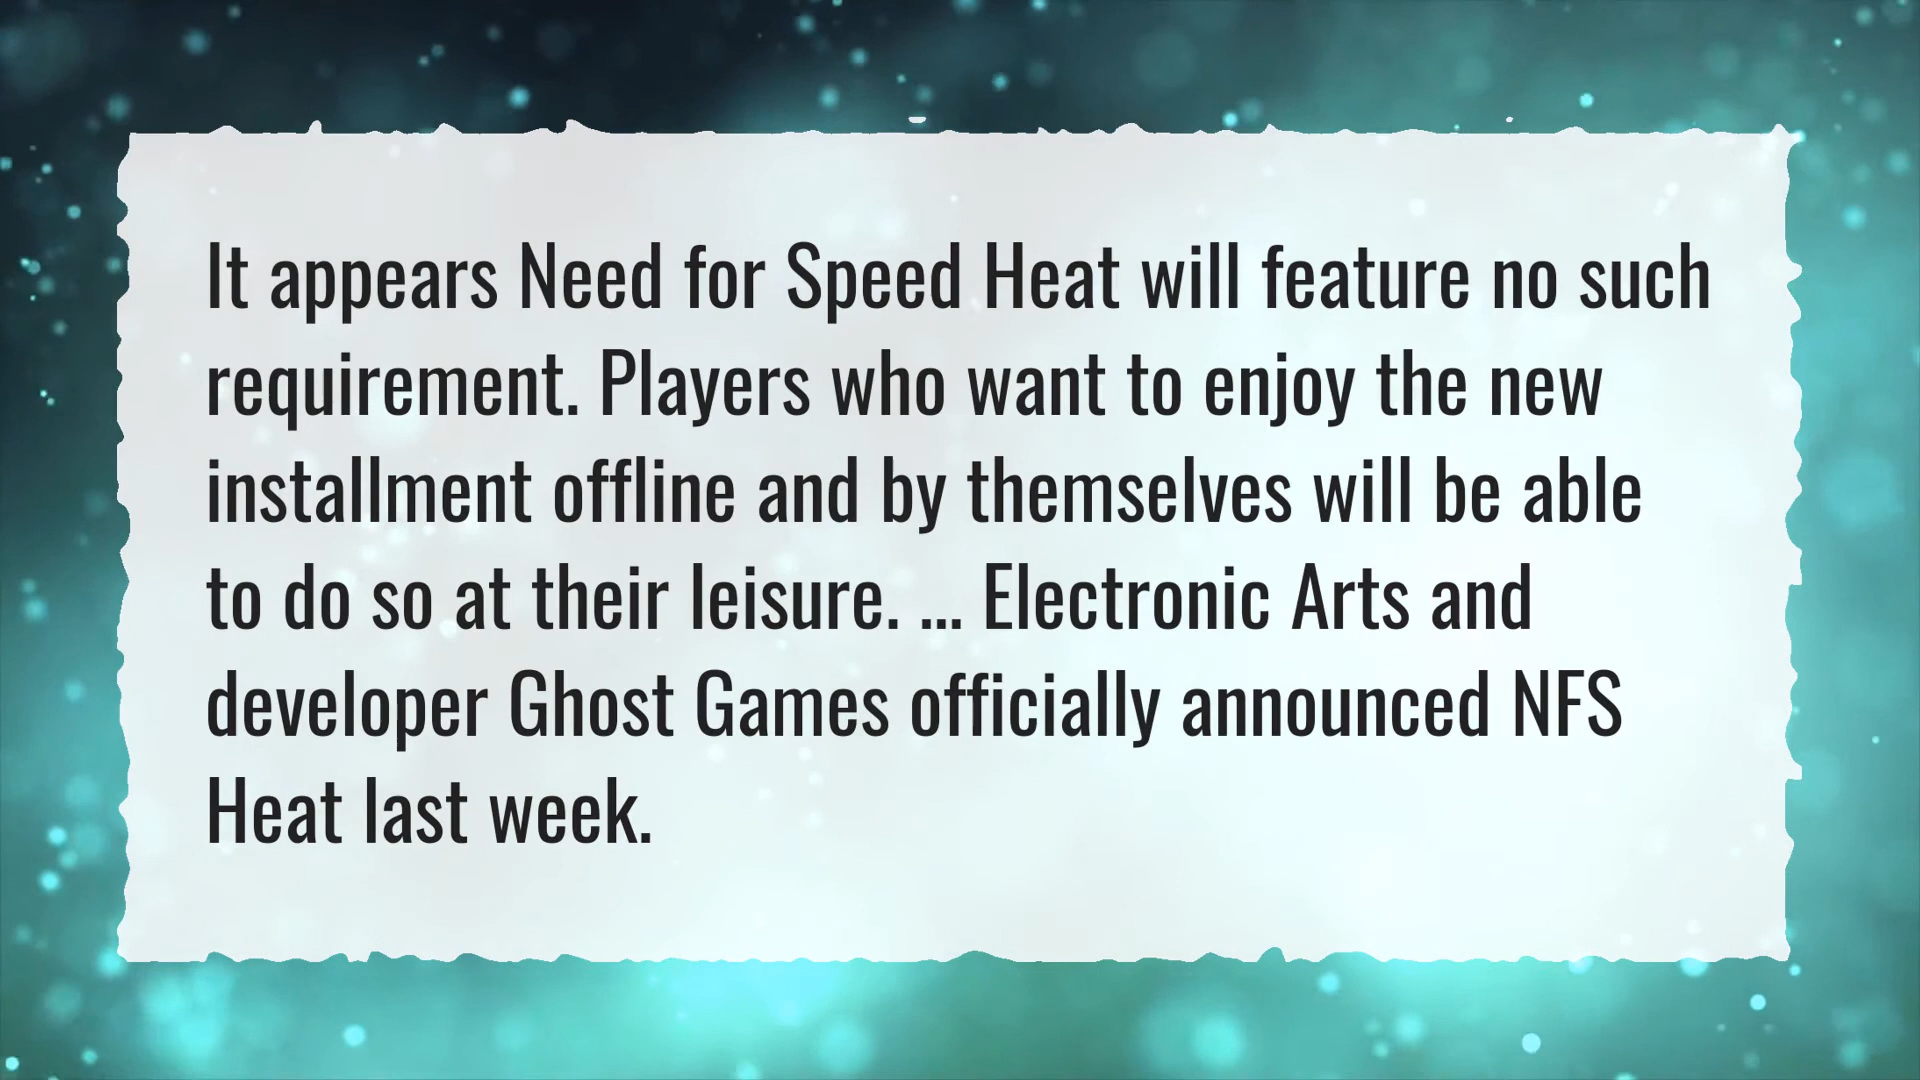 It appears Need for Speed Heat will feature no such
requirement. Players who want to enjoy the new
installment offline and by themselves will be able
to do so at their leisure. ... Electronic Arts and
developer Ghost Games officially announced NFS
Heat last week.